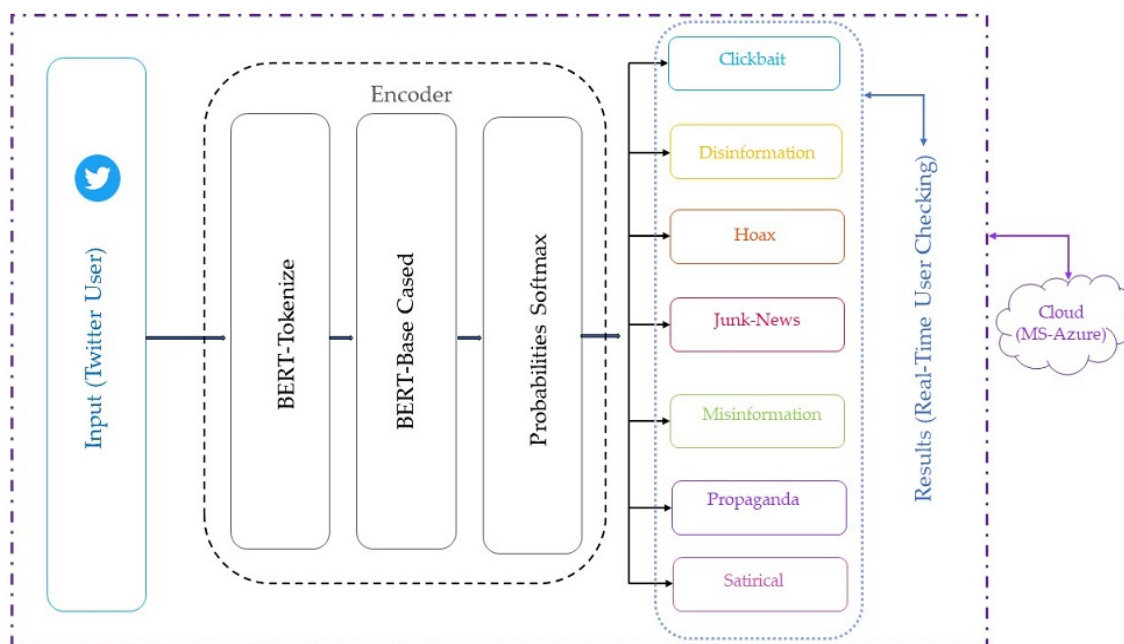 Input (Twitter User)
Encoder
BERT-Tokenize
BERT-Base Cased
Probabilities Softmax
Clickbait
Disinformation
Hoax
Junk-News
Misinformation
Propaganda
Satirical
Results (Real-Time User Checking)
Cloud
(MS-Azure)